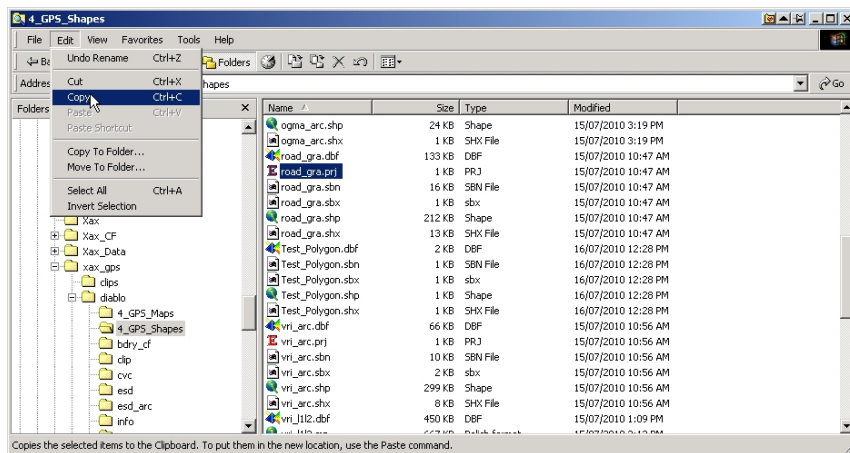 4_GPS_Shapes
File Edit View Favorites Tools Help
Folders
Addres
hapes
Go
Undo Rename Ctrl+Z
Cut Ctrl+X
Copy Ctrl+C
Paste Ctrl+V
Paste Shortcut
Copy To Folder...
Move To Folder...
Select All Ctrl+A
Invert Selection
Folders
Xax
Xax_CF
Xax_Data
xax_gps
clips
diablo
4_GPS_Maps
4_GPS_Shapes
bdry_cf
clip
cvc
esd
esd_arc
info
Name Size Type Modified
ogma_arc.shp 24 KB Shape 15/07/2010 3:19 PM
ogma_arc.shx 1 KB SHX File 15/07/2010 3:19 PM
road_gra.dbf 133 KB DBF 15/07/2010 10:47 AM
road_gra.prj 1 KB PRJ 15/07/2010 10:47 AM
road_gra.sbn 16 KB SBN File 15/07/2010 10:47 AM
road_gra.sbx 1 KB sbx 15/07/2010 10:47 AM
road_gra.shp 212 KB Shape 15/07/2010 10:47 AM
road_gra.shx 13 KB SHX File 15/07/2010 10:47 AM
Test_Polygon.dbf 2 KB DBF 16/07/2010 12:28 PM
Test_Polygon.sbn 1 KB SBN File 16/07/2010 12:28 PM
Test_Polygon.sbx 1 KB sbx 16/07/2010 12:28 PM
Test_Polygon.shp 1 KB Shape 16/07/2010 12:28 PM
Test_Polygon.shx 1 KB SHX File 16/07/2010 12:28 PM
vri_arc.dbf 66 KB DBF 15/07/2010 10:56 AM
vri_arc.prj 1 KB PRJ 15/07/2010 10:56 AM
vri_arc.sbn 10 KB SBN File 15/07/2010 10:56 AM
vri_arc.sbx 2 KB sbx 15/07/2010 10:56 AM
vri_arc.shp 299 KB Shape 15/07/2010 10:56 AM
vri_arc.shx 8 KB SHX File 15/07/2010 10:56 AM
vri_l1l2.dbf 450 KB DBF 15/07/2010 1:09 PM
Copies the selected items to the Clipboard. To put them in the new location, use the Paste command.